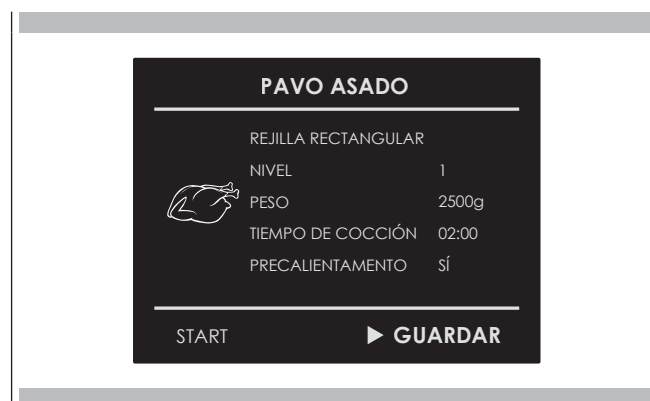 PAVO ASADO
REJILLA RECTANGULAR
NIVEL 1
PESO 2500g
TIEMPO DE COCCIÓN 02:00
PRECALIENTAMENTO SÍ
START ▶ GUARDAR